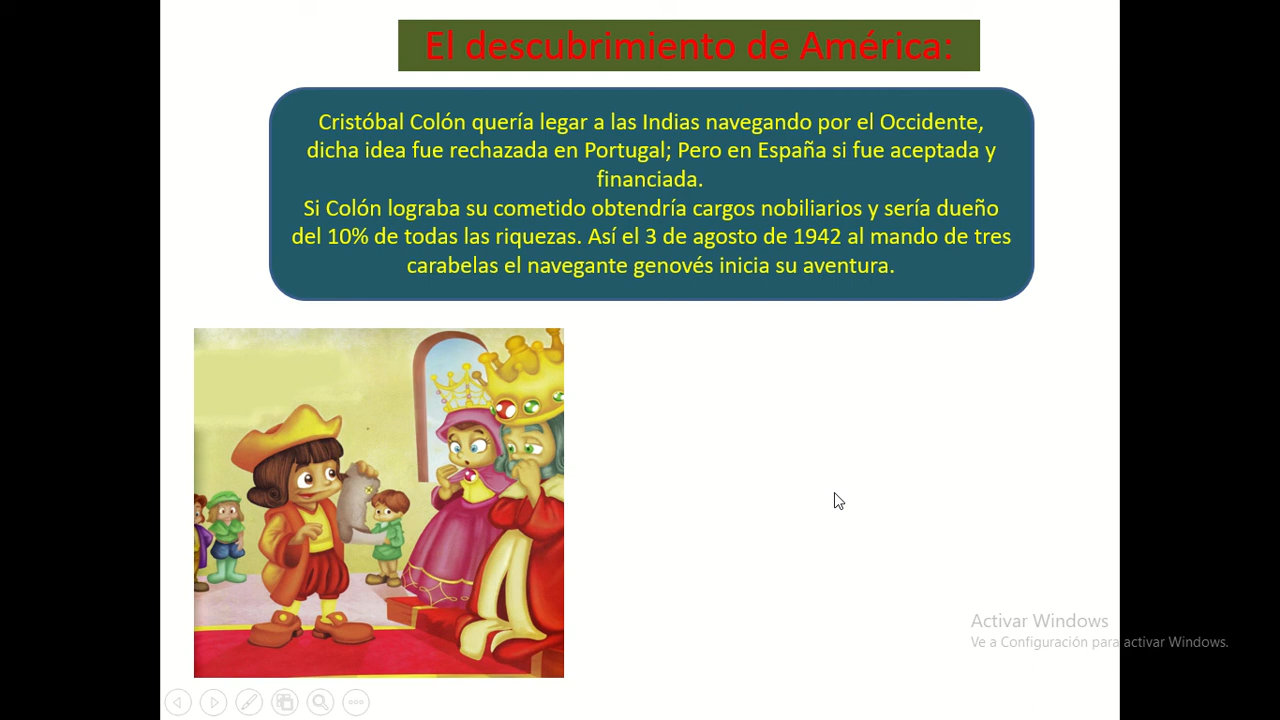 El descubrimiento de América:
Cristóbal Colón quería legar a las Indias navegando por el Occidente,
dicha idea fue rechazada en Portugal; Pero en España si fue aceptada y
financiada.
Si Colón lograba su cometido obtendría cargos nobiliarios y sería dueño
del 10% de todas las riquezas. Así el 3 de agosto de 1942 al mando de tres
carabelas el navegante genovés inicia su aventura.
Activar Windows
Ve a Configuración para activar Windows.